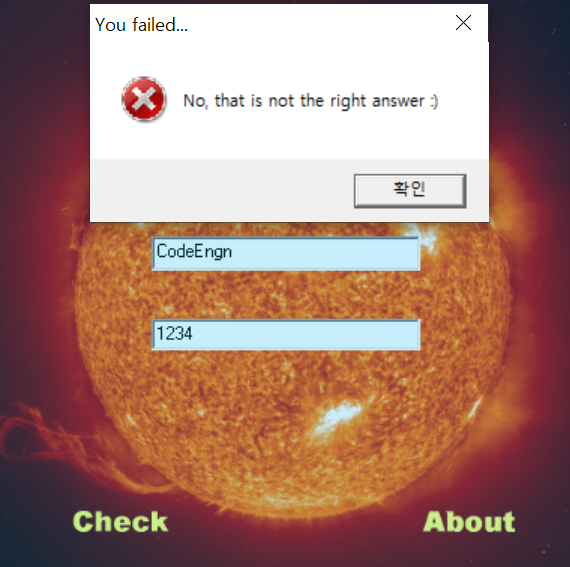 You failed...
No, that is not the right answer :)
확인
CodeEngn
1234
Check
About